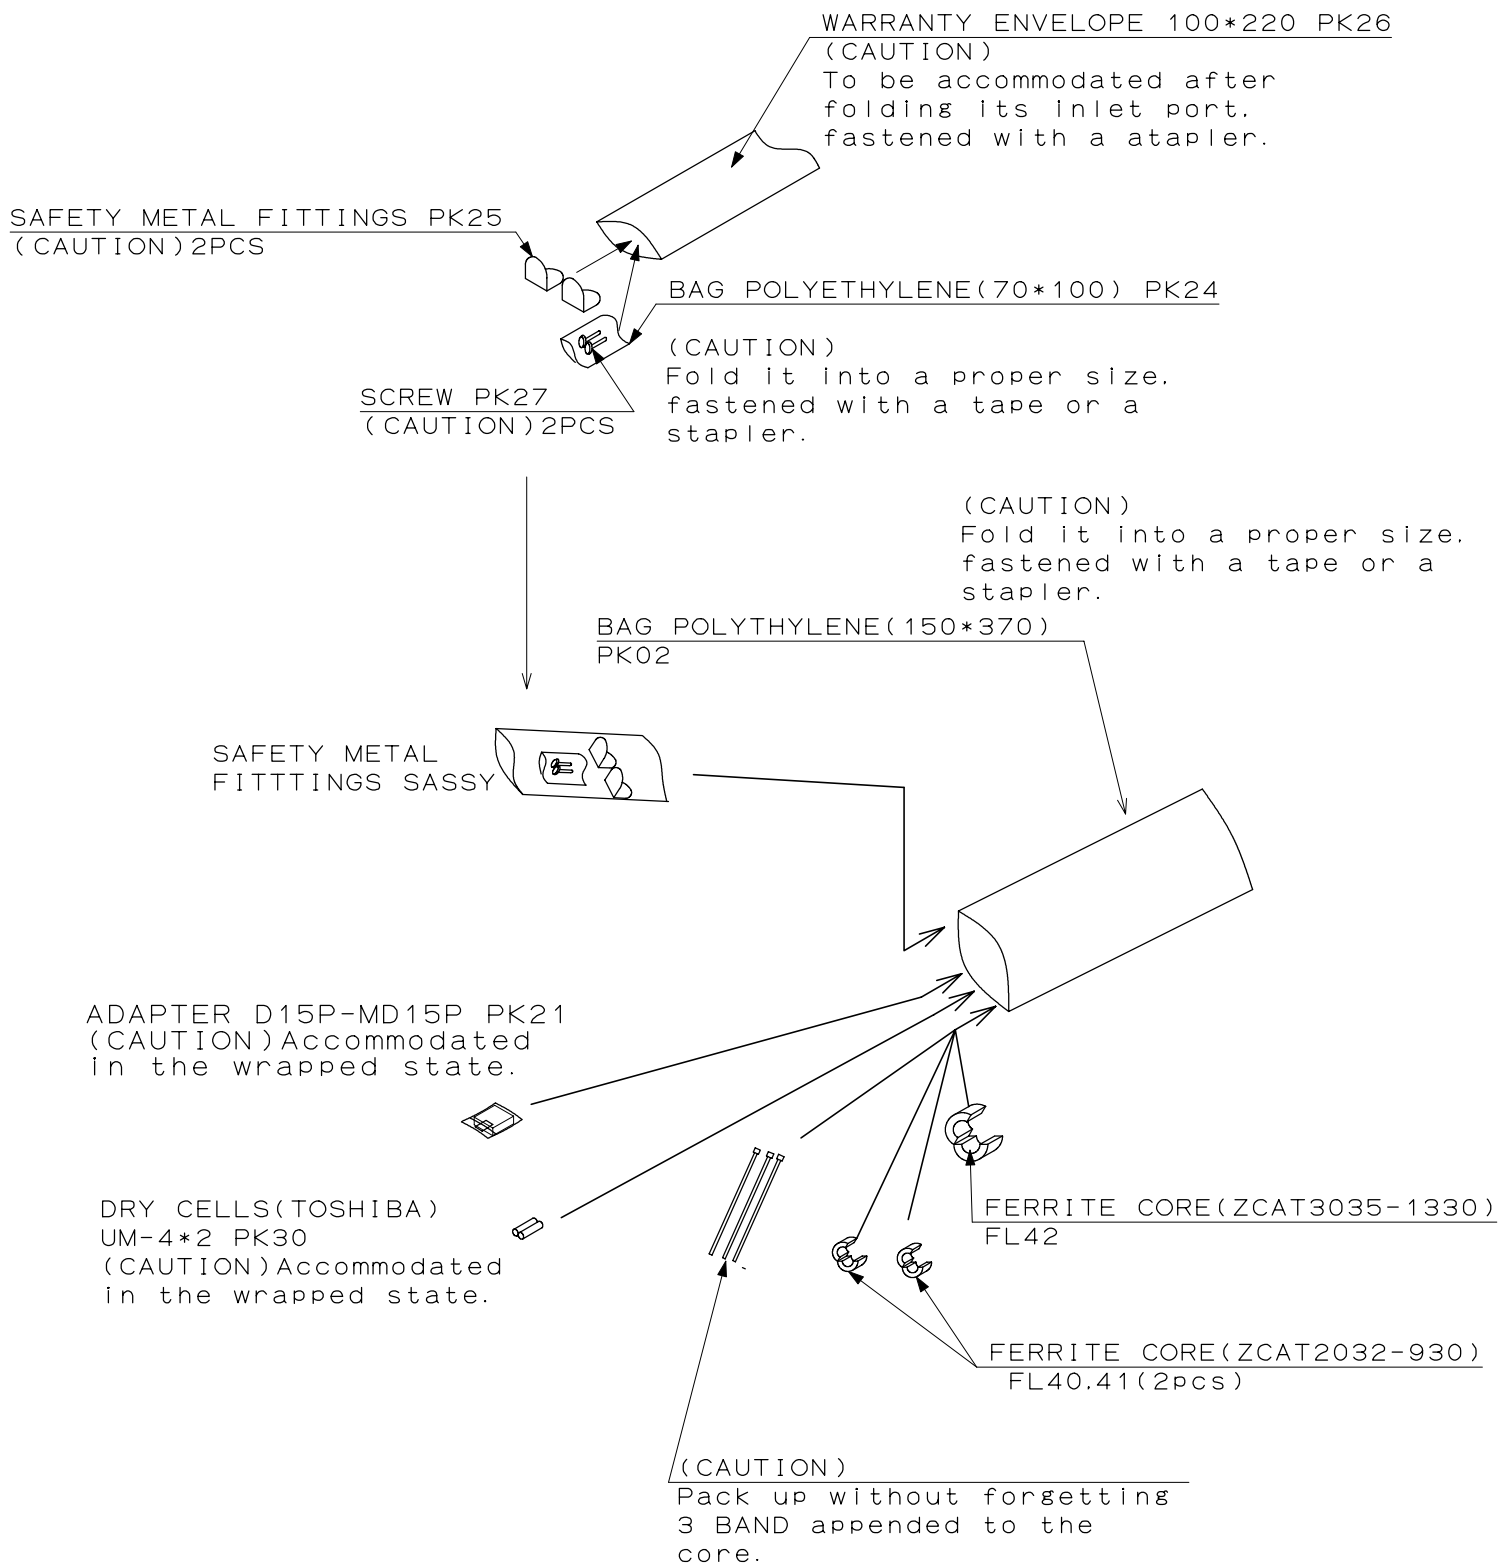 WARRANTY ENVELOPE 100*220 PK26
(CAUTION)
To be accommodated after
folding its inlet port.
fastened with a atapler.
SAFETY METAL FITTINGS PK25
(CAUTION)2PCS
BAG POLYETHYLENE(70*100) PK24
(CAUTION)
Fold it into a proper size.
fastened with a tape or a
stapler.
SCREW PK27
(CAUTION)2PCS
(CAUTION)
Fold it into a proper size.
fastened with a tape or a
stapler.
BAG POLYTHYLENE(150*370)
PK02
SAFETY METAL
FITTTINGS SASSY
ADAPTER D15P-MD15P PK21
(CAUTION)Accommodated
in the wrapped state.
DRY CELLS(TOSHIBA)
UM-4*2 PK30
(CAUTION)Accommodated
in the wrapped state.
FERRITE CORE(ZCAT3035-1330)
FL42
FERRITE CORE(ZCAT2032-930)
FL40.41(2pcs)
(CAUTION)
Pack up without forgetting
3 BAND appended to the
core.